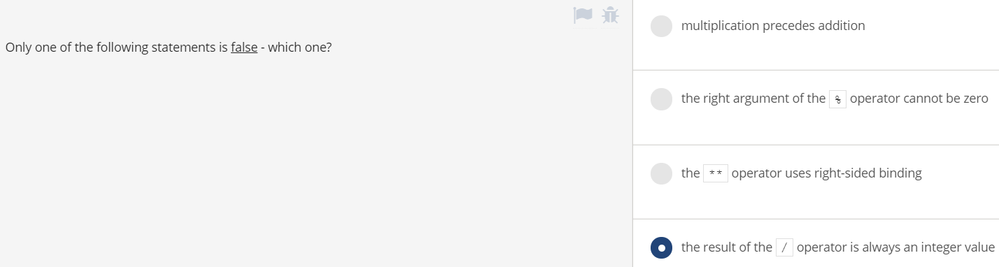 Only one of the following statements is false - which one?
multiplication precedes addition
the right argument of the % operator cannot be zero
the ** operator uses right-sided binding
the result of the / operator is always an integer value